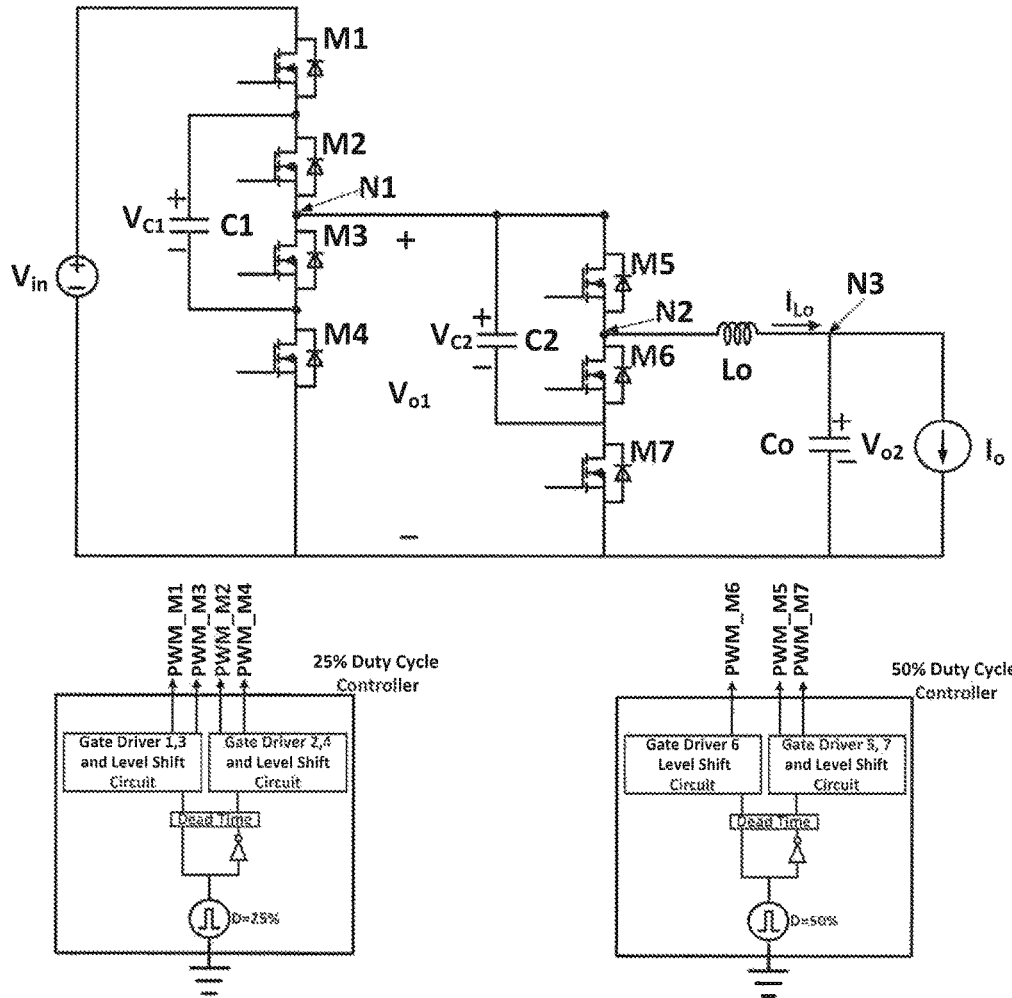 M1
M2
N1
+
V_C1
C1
−
M3
+
M5
N3
I_Lo
V_in
+
−
N2
+
V_C2
C2
−
M4
V_o1
M6
Lo
+
Co
V_o2
−
I_o
M7
−
PWM_M1
PWM_M3
PWM_M2
PWM_M4
PWM_M6
PWM_M5
PWM_M7
25% Duty Cycle
Controller
50% Duty Cycle
Controller
Gate Driver 1,3
and Level Shift
Circuit
Gate Driver 2,4
and Level Shift
Circuit
Dead Time
D=25%
Gate Driver 6
Level Shift
Circuit
Gate Driver 5, 7
and Level Shift
Circuit
Dead Time
D=50%